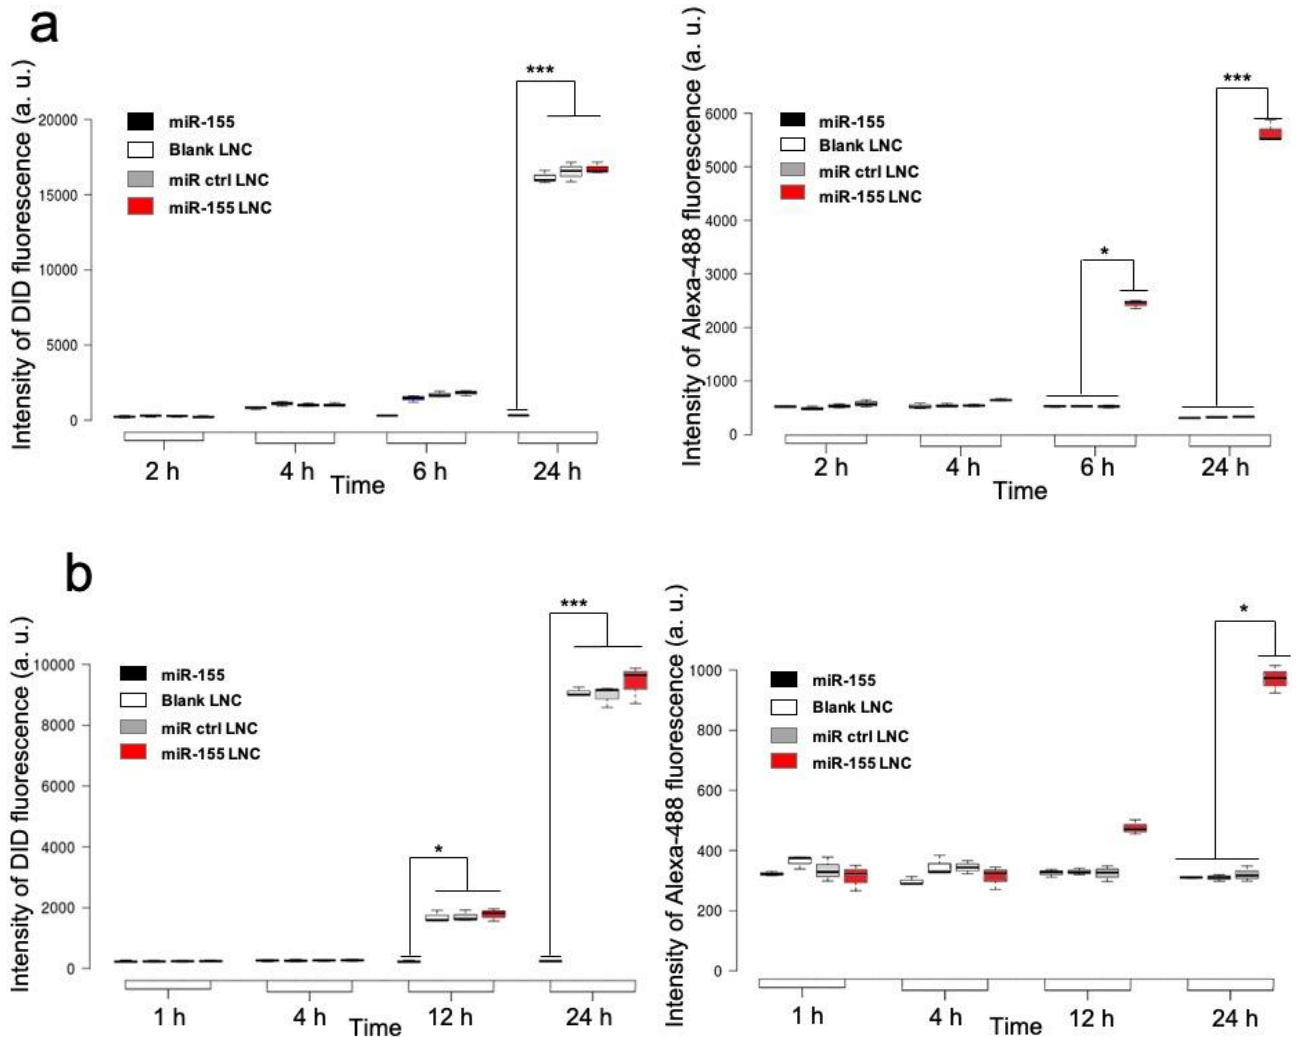 a
Intensity of DID fluorescence (a. u.)
20000
15000
10000
5000
0
miR-155
Blank LNC
miR ctrl LNC
miR-155 LNC
***
2 h
4 h
6 h
24 h
Time
Intensity of Alexa-488 fluorescence (a. u.)
6000
5000
4000
3000
2000
1000
0
miR-155
Blank LNC
miR ctrl LNC
miR-155 LNC
*
***
2 h
4 h
6 h
24 h
Time
b
Intensity of DID fluorescence (a. u.)
10000
8000
6000
4000
2000
0
miR-155
Blank LNC
miR ctrl LNC
miR-155 LNC
*
***
1 h
4 h
12 h
24 h
Time
Intensity of Alexa-488 fluorescence (a. u.)
1000
800
600
400
200
0
miR-155
Blank LNC
miR ctrl LNC
miR-155 LNC
*
1 h
4 h
12 h
24 h
Time